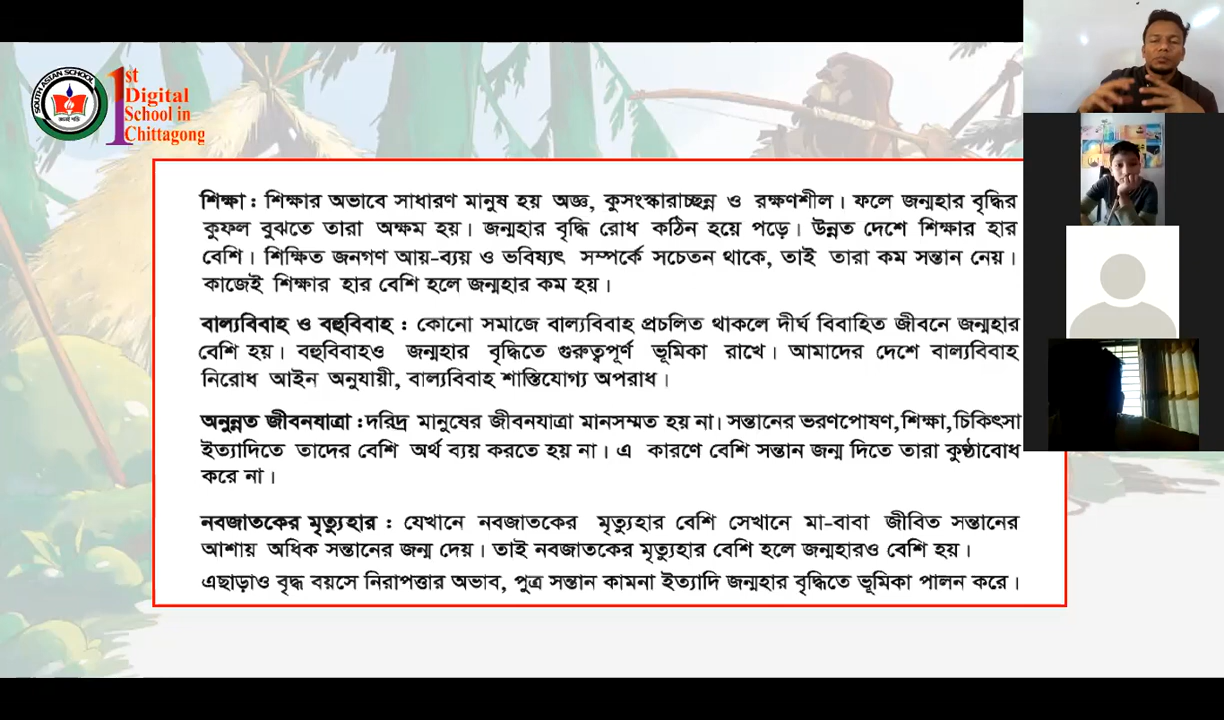 SOUTH ASIAN SCHOOL
1st
Digital
School in
Chittagong
শিক্ষা : শিক্ষার অভাবে সাধারণ মানুষ হয় অজ্ঞ, কুসংস্কারাচ্ছন্ন ও রক্ষণশীল। ফলে জন্মহার বৃদ্ধির
কুফল বুঝতে তারা অক্ষম হয়। জন্মহার বৃদ্ধি রোধ কঠিন হয়ে পড়ে। উন্নত দেশে শিক্ষার হার
বেশি। শিক্ষিত জনগণ আয়-ব্যয় ও ভবিষ্যৎ সম্পর্কে সচেতন থাকে, তাই তারা কম সন্তান নেয়।
কাজেই শিক্ষার হার বেশি হলে জন্মহার কম হয়।
বাল্যবিবাহ ও বহুবিবাহ : কোনো সমাজে বাল্যবিবাহ প্রচলিত থাকলে দীর্ঘ বিবাহিত জীবনে জন্মহার
বেশি হয়। বহুবিবাহও জন্মহার বৃদ্ধিতে গুরুত্বপূর্ণ ভূমিকা রাখে। আমাদের দেশে বাল্যবিবাহ
নিরোধ আইন অনুযায়ী, বাল্যবিবাহ শাস্তিযোগ্য অপরাধ।
অনুন্নত জীবনযাত্রা :দরিদ্র মানুষের জীবনযাত্রা মানসম্মত হয় না। সন্তানের ভরণপোষণ,শিক্ষা,চিকিৎসা
ইত্যাদিতে তাদের বেশি অর্থ ব্যয় করতে হয় না। এ কারণে বেশি সন্তান জন্ম দিতে তারা কুণ্ঠাবোধ
করে না।
নবজাতকের মৃত্যুহার : যেখানে নবজাতকের মৃত্যুহার বেশি সেখানে মা-বাবা জীবিত সন্তানের
আশায় অধিক সন্তানের জন্ম দেয়। তাই নবজাতকের মৃত্যুহার বেশি হলে জন্মহারও বেশি হয়।
এছাড়াও বৃদ্ধ বয়সে নিরাপত্তার অভাব, পুত্র সন্তান কামনা ইত্যাদি জন্মহার বৃদ্ধিতে ভূমিকা পালন করে।